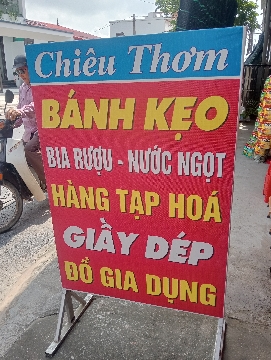 Chiêu Thơm
BÁNH KẸO
BIA RƯỢU - NƯỚC NGỌT
HÀNG TẠP HOÁ
GIẦY DÉP
ĐỒ GIA DỤNG